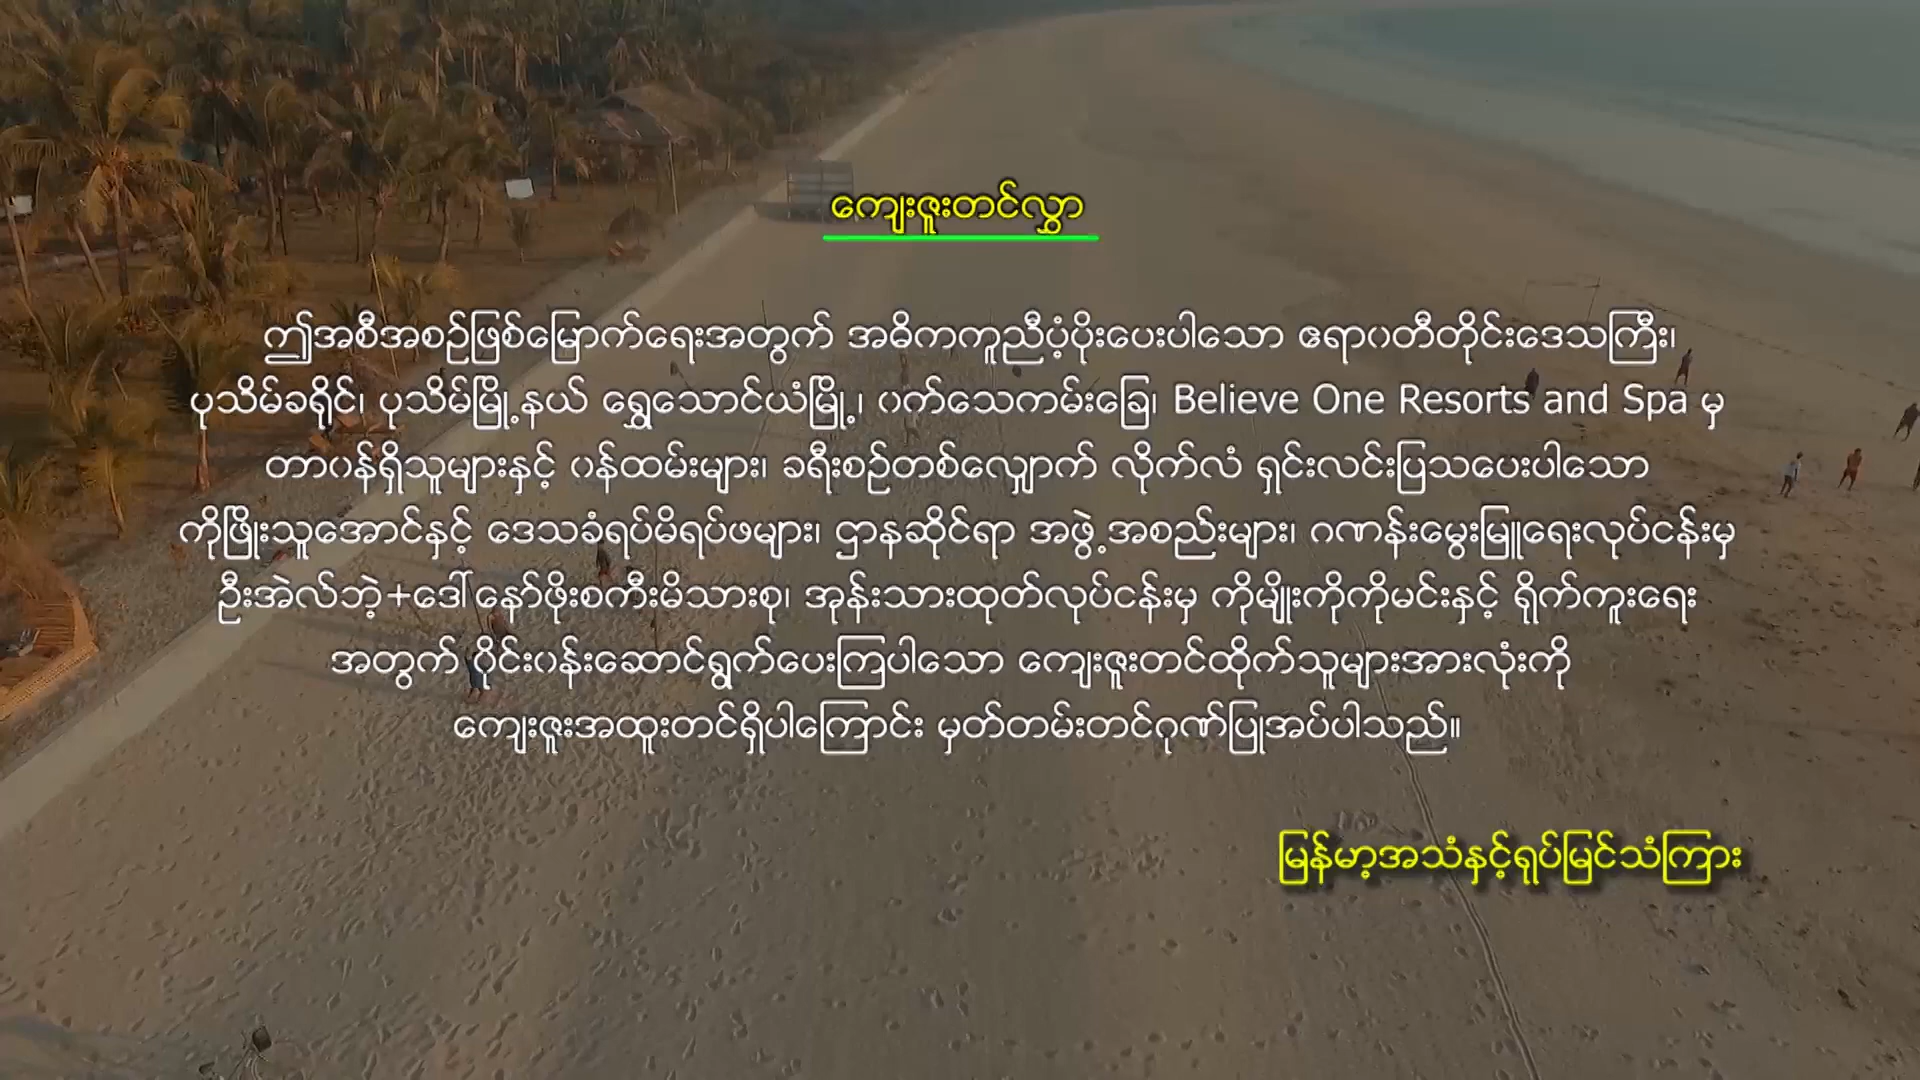 ကျေးဇူးတင်လွှာ
ဤအစီအစဉ်ဖြစ်မြောက်ရေးအတွက် အဓိကကူညီပံ့ပိုးပေးပါသော ဧရာဝတီတိုင်းဒေသကြီး၊
ပုသိမ်ခရိုင်၊ ပုသိမ်မြို့နယ် ရွှေသောင်ယံမြို့၊ ဝက်သေကမ်းခြေ၊ Believe One Resorts and Spa မှ
တာဝန်ရှိသူများနှင့် ဝန်ထမ်းများ၊ ခရီးစဉ်တစ်လျှောက် လိုက်လံ ရှင်းလင်းပြသပေးပါသော
ကိုဖြိုးသူအောင်နှင့် ဒေသခံရပ်မိရပ်ဖများ၊ ဌာနဆိုင်ရာ အဖွဲ့အစည်းများ၊ ဂဏန်းမွေးမြူရေးလုပ်ငန်းမှ
ဦးအဲလ်ဘဲ့+ဒေါ်နော်ဖိုးစကီးမိသားစု၊ အုန်းသားထုတ်လုပ်ငန်းမှ ကိုမျိုးကိုကိုမင်းနှင့် ရိုက်ကူးရေး
အတွက် ဝိုင်းဝန်းဆောင်ရွက်ပေးကြပါသော ကျေးဇူးတင်ထိုက်သူများအားလုံးကို
ကျေးဇူးအထူးတင်ရှိပါကြောင်း မှတ်တမ်းတင်ဂုဏ်ပြုအပ်ပါသည်။
မြန်မာ့အသံနှင့်ရုပ်မြင်သံကြား